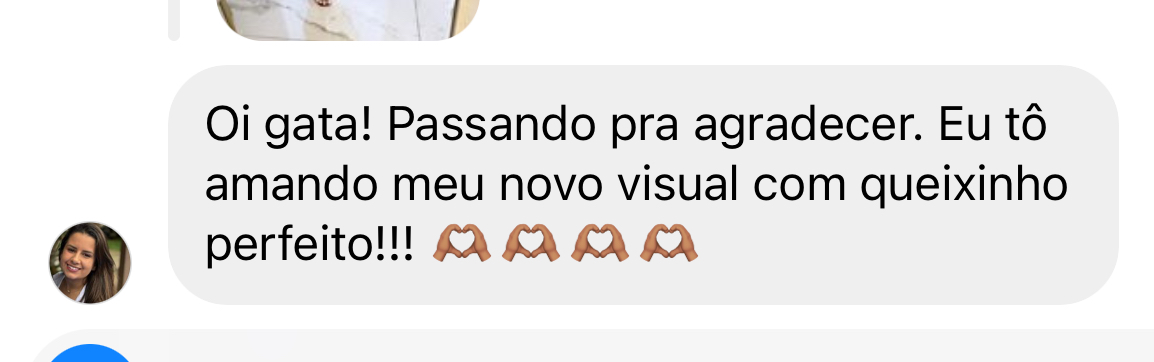 Oi gata! Passando pra agradecer. Eu tô
amando meu novo visual com queixinho
perfeito!!! 🫶🏽🫶🏽🫶🏽🫶🏽